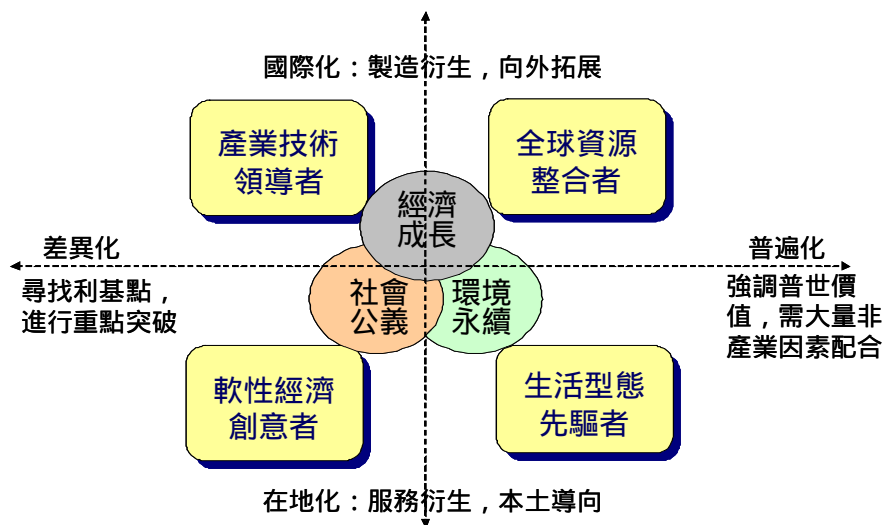 國際化：製造衍生，向外拓展
產業技術
領導者
全球資源
整合者
經濟
成長
差異化
普遍化
尋找利基點，
進行重點突破
社會
公義
環境
永續
強調普世價
值，需大量非
產業因素配合
軟性經濟
創意者
生活型態
先驅者
在地化：服務衍生，本土導向